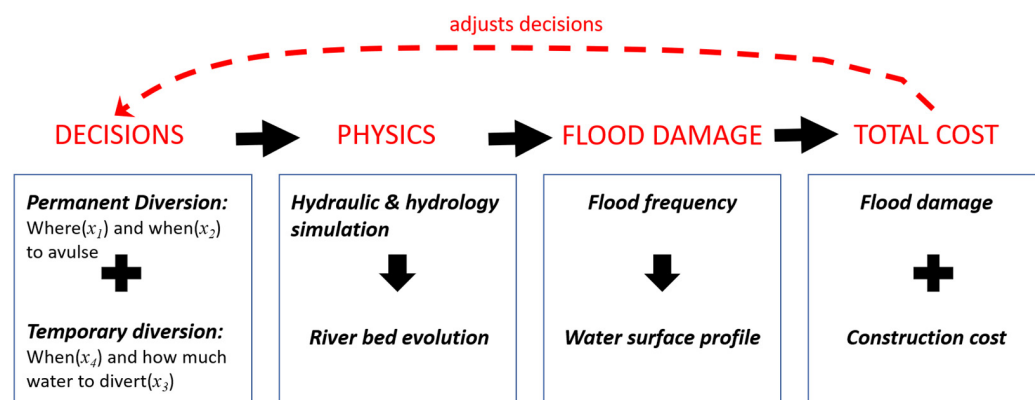 adjusts decisions
DECISIONS
PHYSICS
FLOOD DAMAGE
TOTAL COST
Permanent Diversion:
Where(x₁) and when(x₂)
to avulse
Temporary diversion:
When(x₄) and how much
water to divert(x₃)
Hydraulic & hydrology
simulation
River bed evolution
Flood frequency
Water surface profile
Flood damage
Construction cost